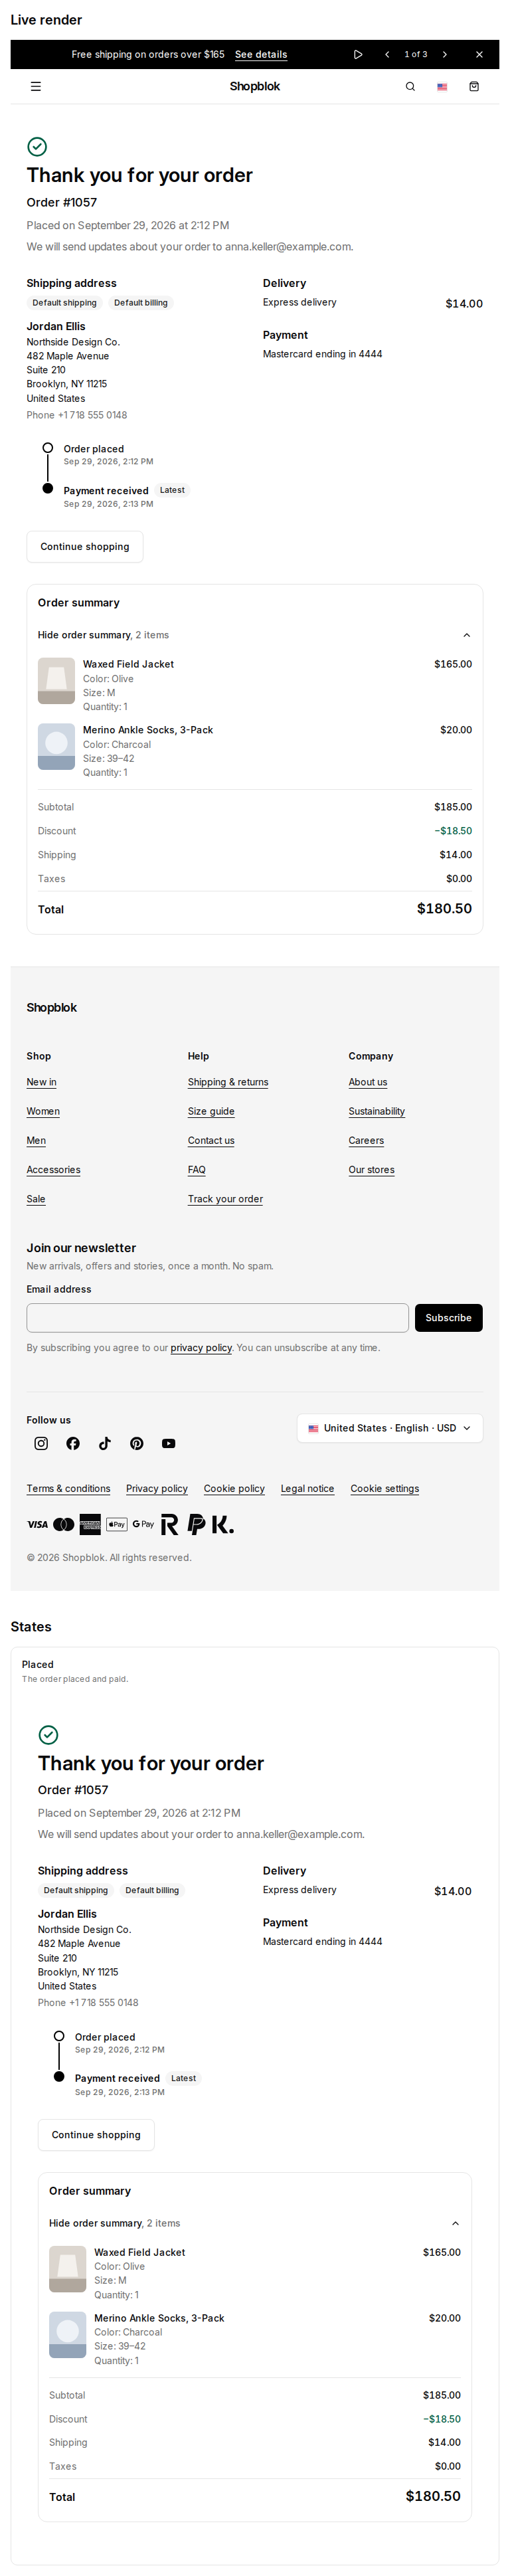 Live render
Free shipping on orders over $165 See details
1 of 3
Shopblok
Thank you for your order
Order #1057
Placed on September 29, 2026 at 2:12 PM
We will send updates about your order to anna.keller@example.com.
Shipping address
Default shipping Default billing
Jordan Ellis
Northside Design Co.
482 Maple Avenue
Suite 210
Brooklyn, NY 11215
United States
Phone +1 718 555 0148
Delivery
Express delivery $14.00
Payment
Mastercard ending in 4444
Order placed
Sep 29, 2026, 2:12 PM
Payment received Latest
Sep 29, 2026, 2:13 PM
Continue shopping
Order summary
Hide order summary, 2 items
Waxed Field Jacket $165.00
Color: Olive
Size: M
Quantity: 1
Merino Ankle Socks, 3-Pack $20.00
Color: Charcoal
Size: 39–42
Quantity: 1
Subtotal $185.00
Discount −$18.50
Shipping $14.00
Taxes $0.00
Total $180.50
Shopblok
Shop
New in
Women
Men
Accessories
Sale
Help
Shipping & returns
Size guide
Contact us
FAQ
Track your order
Company
About us
Sustainability
Careers
Our stores
Join our newsletter
New arrivals, offers and stories, once a month. No spam.
Email address
Subscribe
By subscribing you agree to our privacy policy. You can unsubscribe at any time.
Follow us
United States · English · USD
Terms & conditions Privacy policy Cookie policy Legal notice Cookie settings
VISA Pay G Pay K.
© 2026 Shopblok. All rights reserved.
States
Placed
The order placed and paid.
Thank you for your order
Order #1057
Placed on September 29, 2026 at 2:12 PM
We will send updates about your order to anna.keller@example.com.
Shipping address
Default shipping Default billing
Jordan Ellis
Northside Design Co.
482 Maple Avenue
Suite 210
Brooklyn, NY 11215
United States
Phone +1 718 555 0148
Delivery
Express delivery $14.00
Payment
Mastercard ending in 4444
Order placed
Sep 29, 2026, 2:12 PM
Payment received Latest
Sep 29, 2026, 2:13 PM
Continue shopping
Order summary
Hide order summary, 2 items
Waxed Field Jacket $165.00
Color: Olive
Size: M
Quantity: 1
Merino Ankle Socks, 3-Pack $20.00
Color: Charcoal
Size: 39–42
Quantity: 1
Subtotal $185.00
Discount −$18.50
Shipping $14.00
Taxes $0.00
Total $180.50